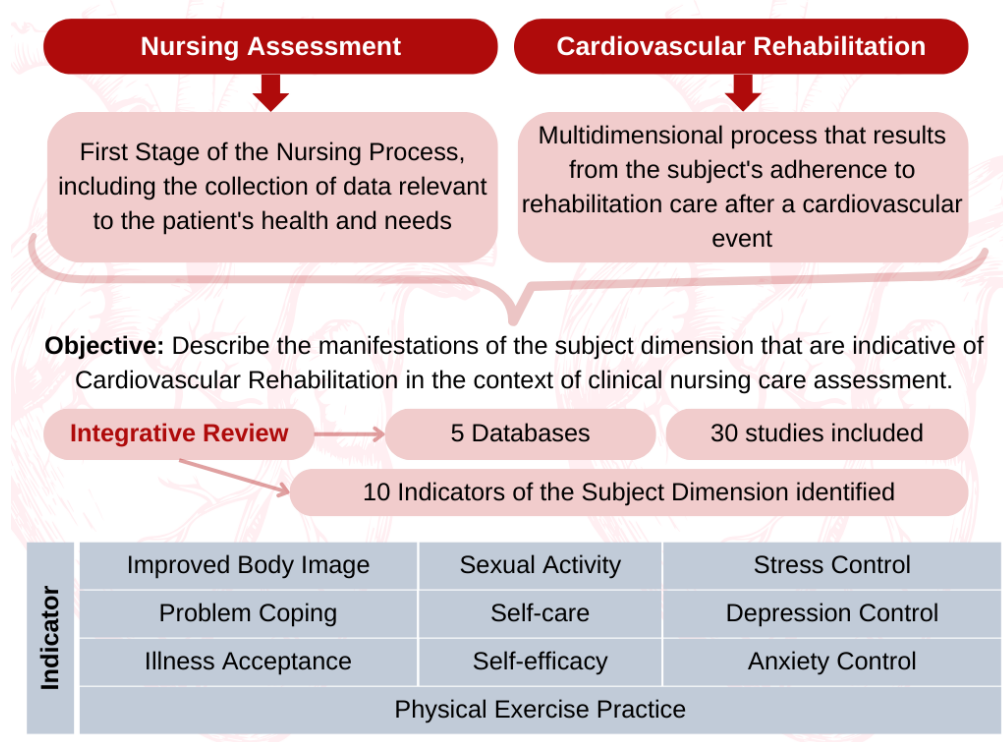 Nursing Assessment
Cardiovascular Rehabilitation
First Stage of the Nursing Process,
including the collection of data relevant
to the patient's health and needs
Multidimensional process that results
from the subject's adherence to
rehabilitation care after a cardiovascular
event
Objective: Describe the manifestations of the subject dimension that are indicative of
Cardiovascular Rehabilitation in the context of clinical nursing care assessment.
Integrative Review
5 Databases
30 studies included
10 Indicators of the Subject Dimension identified
Indicator
Improved Body Image
Sexual Activity
Stress Control
Problem Coping
Self-care
Depression Control
Illness Acceptance
Self-efficacy
Anxiety Control
Physical Exercise Practice